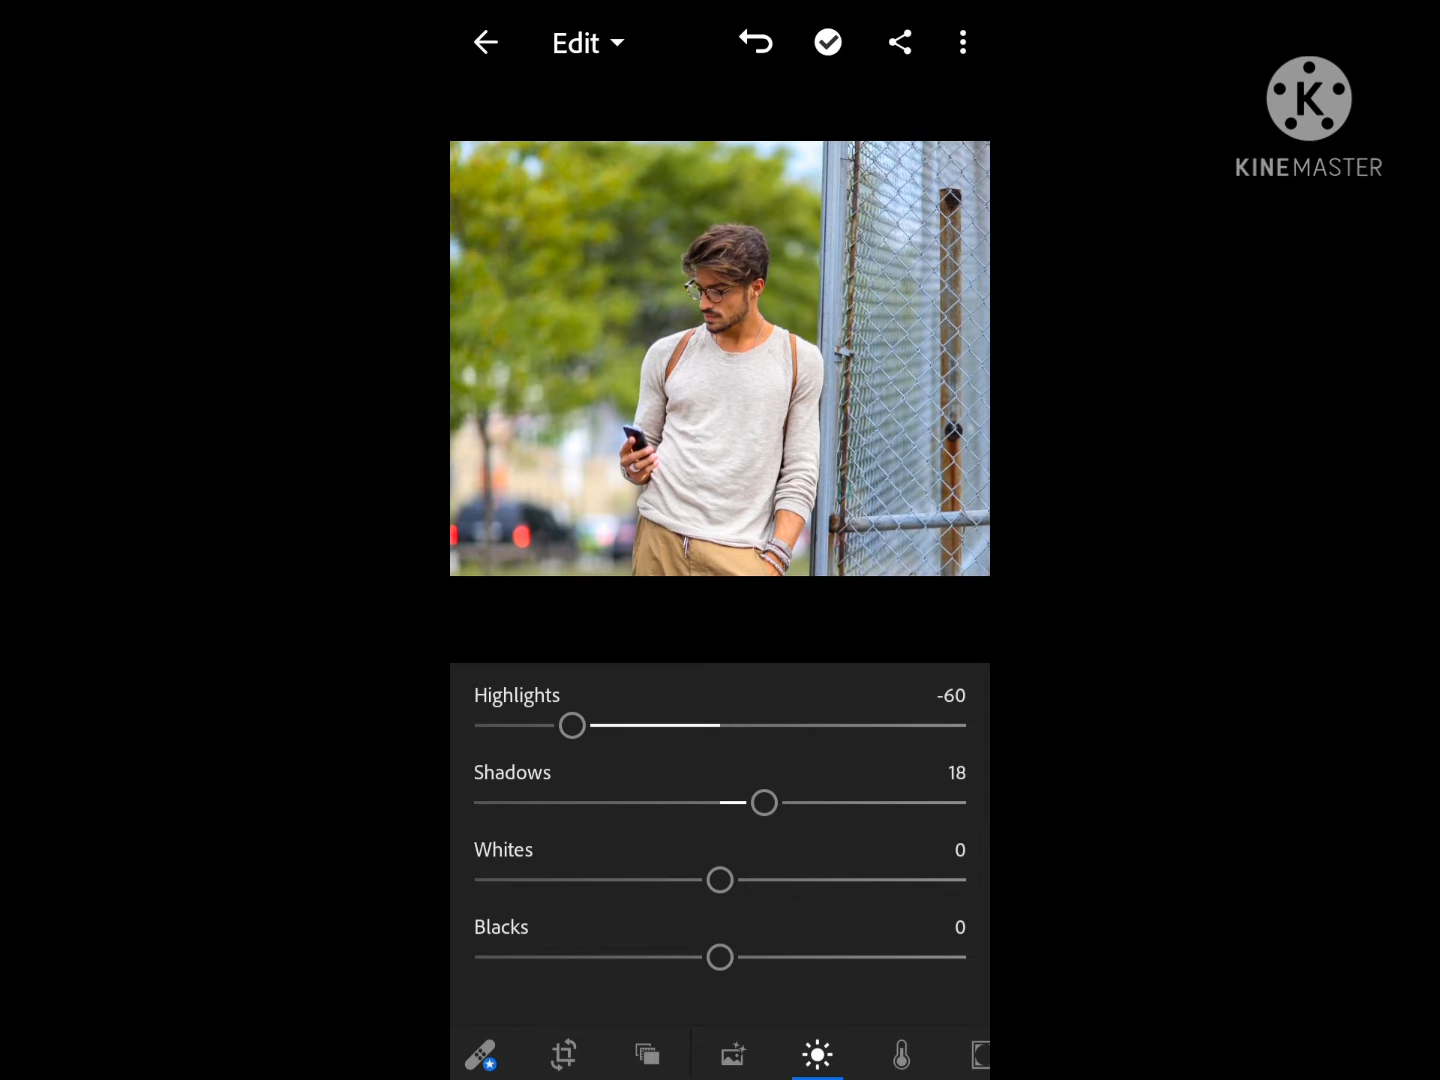 Edit
K
KINEMASTER
Highlights -60
Shadows 18
Whites 0
Blacks 0